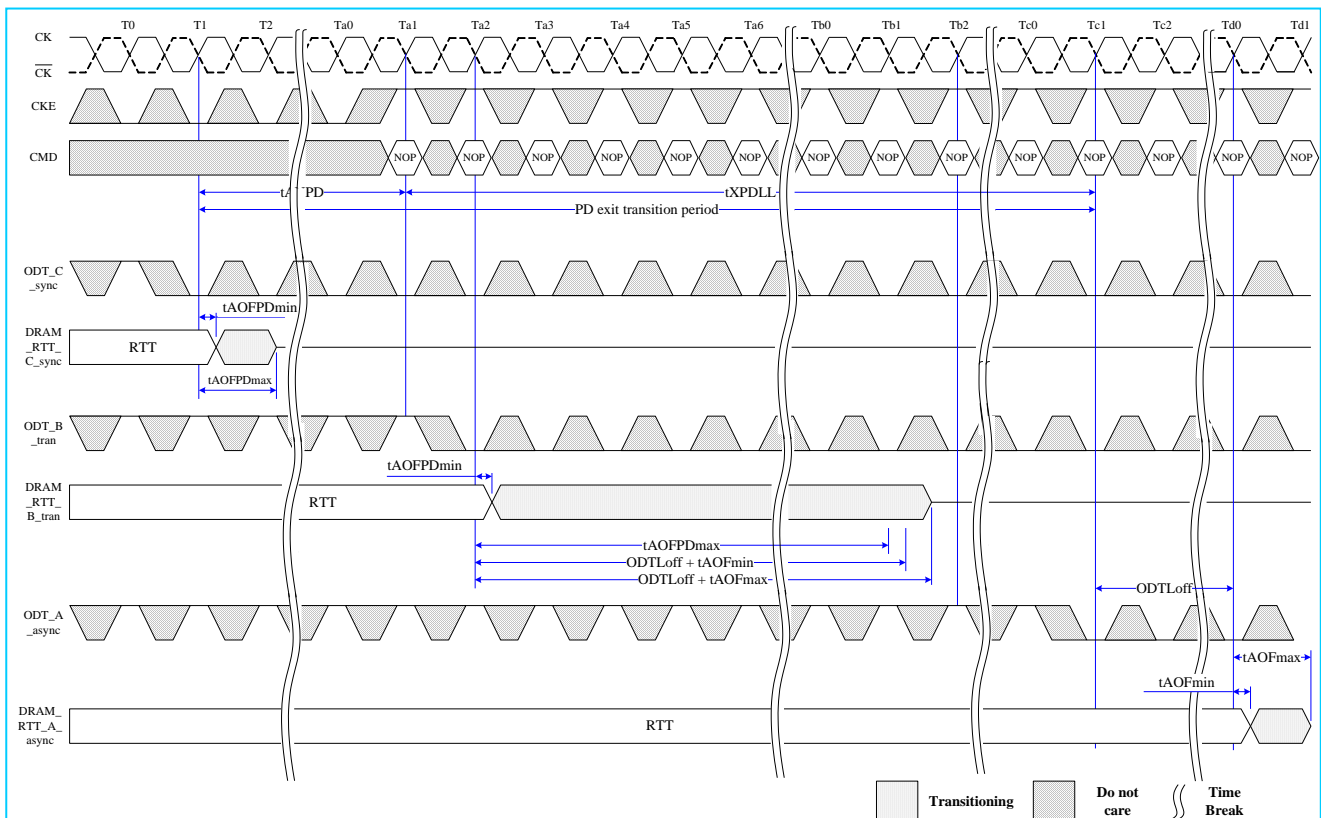 T0 T1 T2 Ta0 Ta1 Ta2 Ta3 Ta4 Ta5 Ta6 Tb0 Tb1 Tb2 Tc0 Tc1 Tc2 Td0 Td1
CK
CK
CKE
CMD
NOP NOP NOP NOP NOP NOP NOP NOP NOP NOP NOP NOP NOP NOP
tXPDLL
PD exit transition period
ODT_C
_sync
tAOFPDmin
DRAM
_RTT_
C_sync
RTT
tAOFPDmax
ODT_B
_tran
tAOFPDmin
DRAM
_RTT_
B_tran
RTT
tAOFPDmax
ODTLoff + tAOFmin
ODTLoff + tAOFmax
ODTLoff
ODT_A
_async
tAOFmax
tAOFmin
DRAM_
RTT_A_
async
RTT
Transitioning
Do not
care
Time
Break